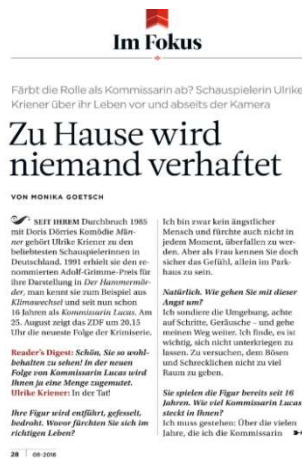 Im Fokus
Färbt die Rolle als Kommissarin ab? Schauspielerin Ulrike
Kriener über ihr Leben vor und abseits der Kamera
Zu Hause wird
niemand verhaftet
VON MONIKA GOETSCH
SEIT IHREM Durchbruch 1985
mit Doris Dörries Komödie Män-
ner gehört Ulrike Kriener zu den
beliebtesten Schauspielerinnen in
Deutschland. 1991 erhielt sie den re-
nommierten Adolf-Grimme-Preis für
ihre Darstellung in Der Hammermör-
der, man kennt sie zum Beispiel aus
Klimawechsel und seit nun schon
16 Jahren als Kommissarin Lucas. Am
25. August zeigt das ZDF um 20.15
Uhr die neueste Folge der Krimiserie.
Reader's Digest: Schön, Sie so wohl-
behalten zu sehen! In der neuen
Folge von Kommissarin Lucas wird
Ihnen ja eine Menge zugemutet.
Ulrike Kriener: In der Tat!
Ihre Figur wird entführt, gefesselt,
bedroht. Wovor fürchten Sie sich im
richtigen Leben?
Ich bin zwar kein ängstlicher
Mensch und fürchte auch nicht in
jedem Moment, überfallen zu wer-
den. Aber als Frau kennen Sie doch
sicher das Gefühl, allein im Park-
haus zu sein.
Natürlich. Wie gehen Sie mit dieser
Angst um?
Ich sondiere die Umgebung, achte
auf Schritte, Geräusche – und gehe
meinen Weg weiter. Ich finde, es ist
wichtig, sich nicht unterkriegen zu
lassen. Zu versuchen, dem Bösen
und Schrecklichen nicht zu viel
Raum zu geben.
Sie spielen die Figur bereits seit 16
Jahren. Wie viel Kommissarin Lucas
steckt in Ihnen?
Ich muss gestehen: Über die vielen
Jahre, die ich die Kommissarin
28 | 08·2018